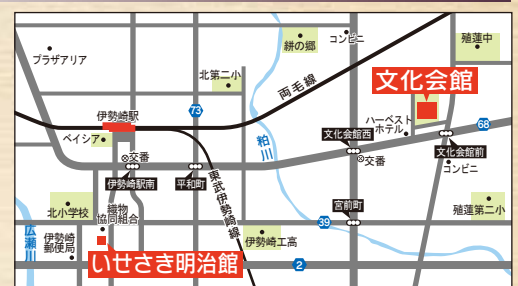 プラザアリア
北第二小
絣の郷
コンビニ
殖蓮中
両毛線
文化会館
伊勢崎駅
73
ハーベスト
ホテル
68
ベイシア
交番
粕川
文化会館西
交番
文化会館前
コンビニ
伊勢崎駅南
平和町
東武伊勢崎線
北小学校
織物
協同組合
宮前町
殖蓮第二小
39
広瀬川
伊勢崎
郵便局
伊勢崎工高
いせさき明治館
2